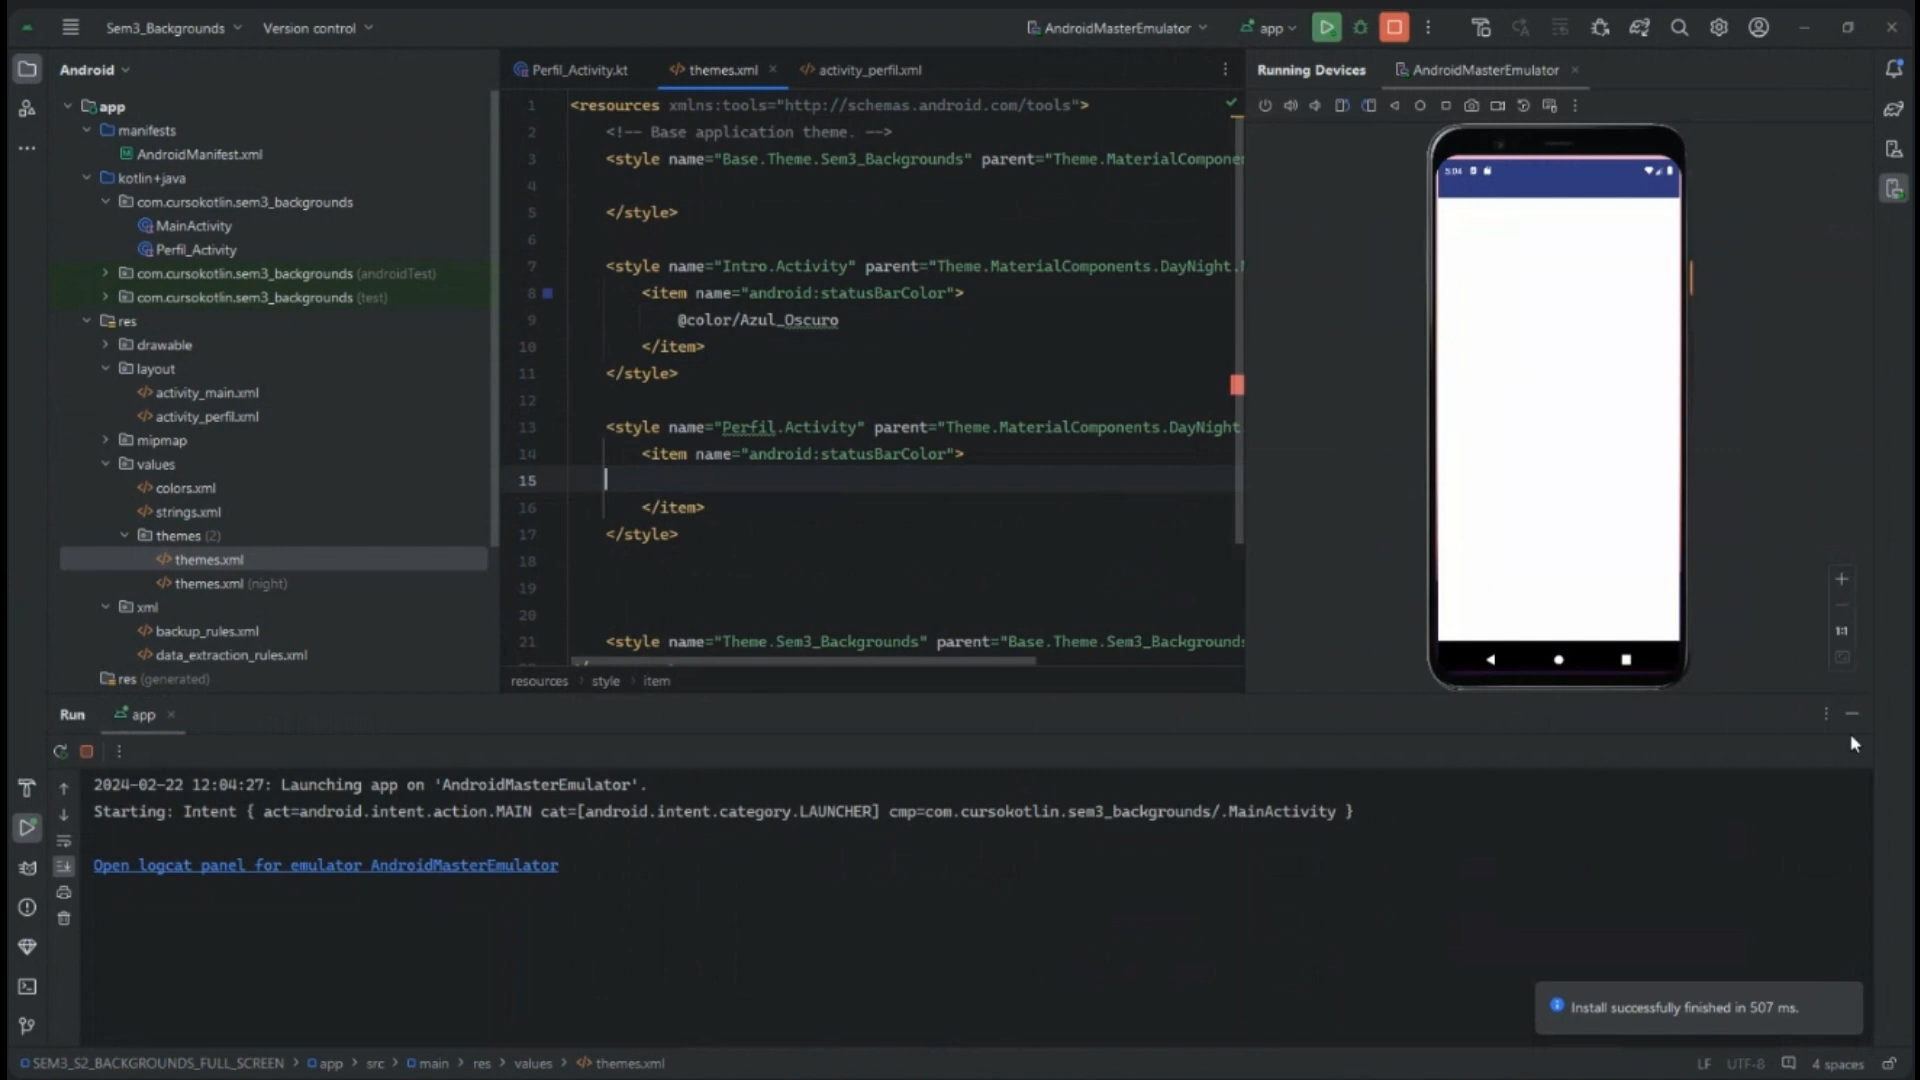 Sem3_Backgrounds
Version control
AndroidMasterEmulator
app
Android
Perfil_Activity.kt
themes.xml
activity_perfil.xml
Running Devices
AndroidMasterEmulator
app
manifests
AndroidManifest.xml
kotlin+java
com.cursokotlin.sem3_backgrounds
MainActivity
Perfil_Activity
com.cursokotlin.sem3_backgrounds (androidTest)
com.cursokotlin.sem3_backgrounds (test)
res
drawable
layout
activity_main.xml
activity_perfil.xml
mipmap
values
colors.xml
strings.xml
themes (2)
themes.xml
themes.xml (night)
xml
backup_rules.xml
data_extraction_rules.xml
res (generated)
1 <resources xmlns:tools="http://schemas.android.com/tools">
2 <!-- Base application theme. -->
3 <style name="Base.Theme.Sem3_Backgrounds" parent="Theme.MaterialComponen
4
5 </style>
6
7 <style name="Intro.Activity" parent="Theme.MaterialComponents.DayNight.
8 <item name="android:statusBarColor">
9 @color/Azul_Oscuro
10 </item>
11 </style>
12
13 <style name="Perfil.Activity" parent="Theme.MaterialComponents.DayNight
14 <item name="android:statusBarColor">
15
16 </item>
17 </style>
18
19
20
21 <style name="Theme.Sem3_Backgrounds" parent="Base.Theme.Sem3_Backgrounds
resources > style > item
5:04
1:1
Run
app
2024-02-22 12:04:27: Launching app on 'AndroidMasterEmulator'.
Starting: Intent { act=android.intent.action.MAIN cat=[android.intent.category.LAUNCHER] cmp=com.cursokotlin.sem3_backgrounds/.MainActivity }
Open logcat panel for emulator AndroidMasterEmulator
Install successfully finished in 507 ms.
SEM3_S2_BACKGROUNDS_FULL_SCREEN > app > src > main > res > values > themes.xml
LF UTF-8 4 spaces